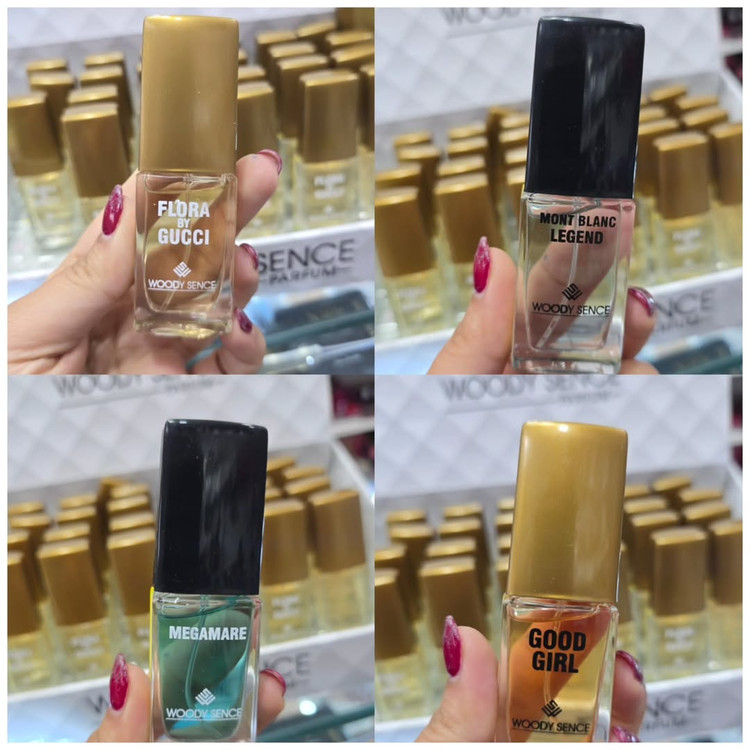 FLORA
BY
GUCCI
WOODY SENCE
SENCE
PARFUM
MONT BLANC
LEGEND
WOODY SENCE
WOODY SENCE
MEGAMARE
WOODY SENCE
WOODY SENCE
GOOD
GIRL
WOODY SENCE